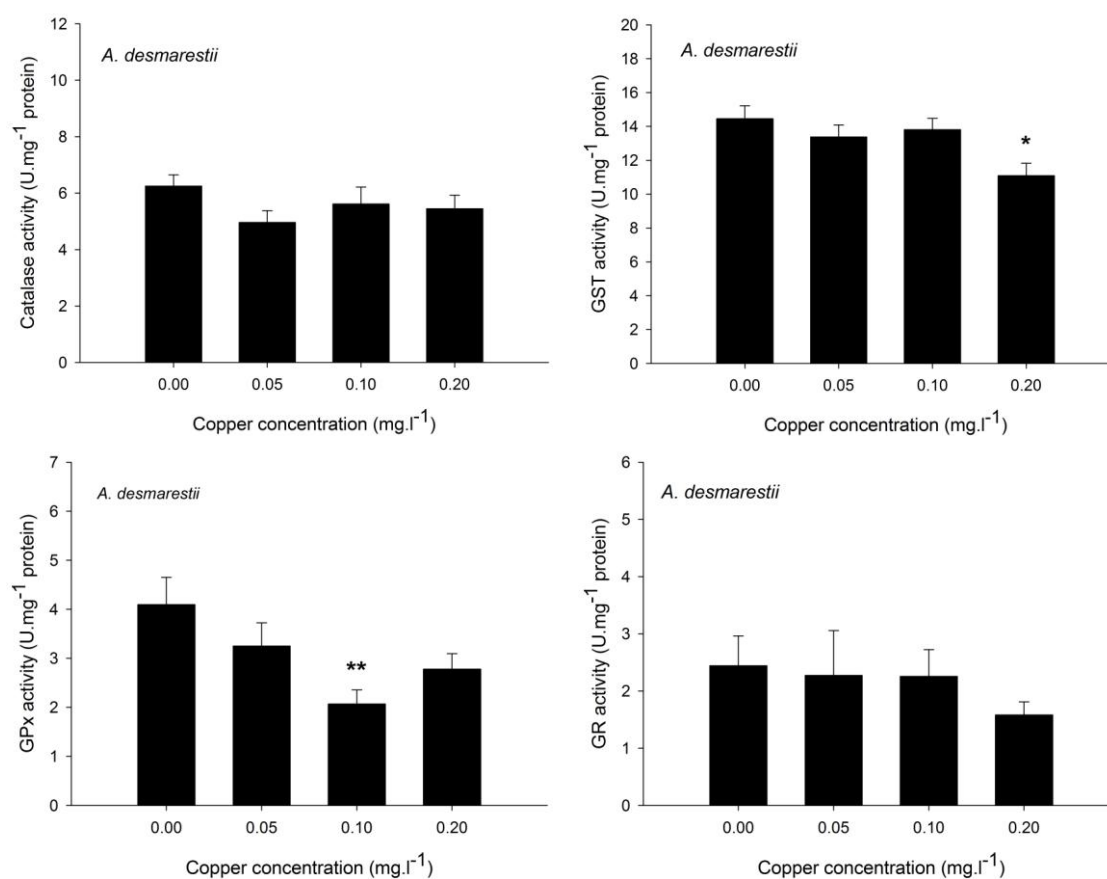 A. desmarestii
Catalase activity (U.mg⁻¹ protein)
12
10
8
6
4
2
0
0.00 0.05 0.10 0.20
Copper concentration (mg.l⁻¹)
A. desmarestii
GST activity (U.mg⁻¹ protein)
20
18
16
14
12
10
8
6
4
2
0
*
0.00 0.05 0.10 0.20
Copper concentration (mg.l⁻¹)
A. desmarestii
GPx activity (U.mg⁻¹ protein)
7
6
5
4
3
2
1
0
**
0.00 0.05 0.10 0.20
Copper concentration (mg.l⁻¹)
A. desmarestii
GR activity (U.mg⁻¹ protein)
6
5
4
3
2
1
0
0.00 0.05 0.10 0.20
Copper concentration (mg.l⁻¹)